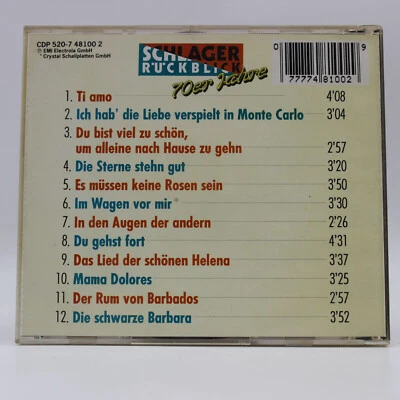 CDP 520-7 48100 2
℗ EMI Electrola GmbH
* Crystal Schallplatten GmbH
SCHLAGER
RÜCKBLICK
70er Jahre
0 77774 81002 9
1. Ti amo 4'08
2. Ich hab' die Liebe verspielt in Monte Carlo 3'04
3. Du bist viel zu schön,
um alleine nach Hause zu gehn 2'57
4. Die Sterne stehn gut 3'20
5. Es müssen keine Rosen sein 3'50
6. Im Wagen vor mir 3'30
7. In den Augen der andern 2'26
8. Du gehst fort 4'31
9. Das Lied der schönen Helena 3'06
10. Mama Dolores 3'25
11. Der Rum von Barbados 2'57
12. Die schwarze Barbara 3'52